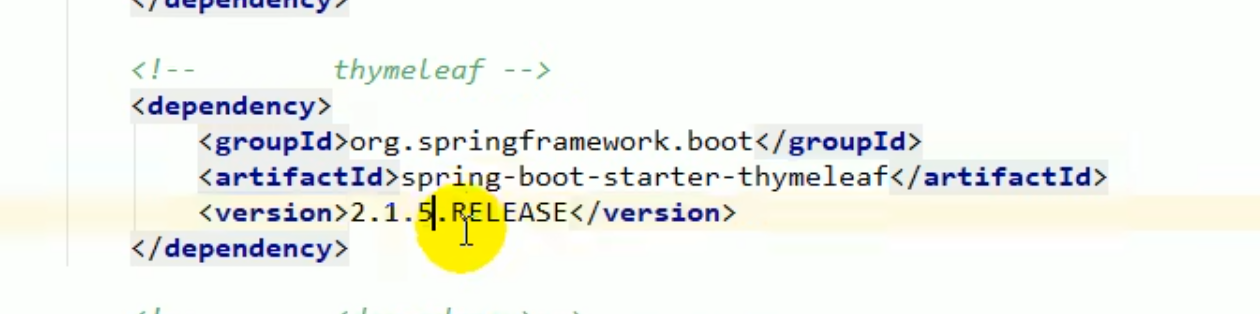 </dependency>
<!-- thymeleaf -->
<dependency>
<groupId>org.springframework.boot</groupId>
<artifactId>spring-boot-starter-thymeleaf</artifactId>
<version>2.1.5.RELEASE</version>
</dependency>